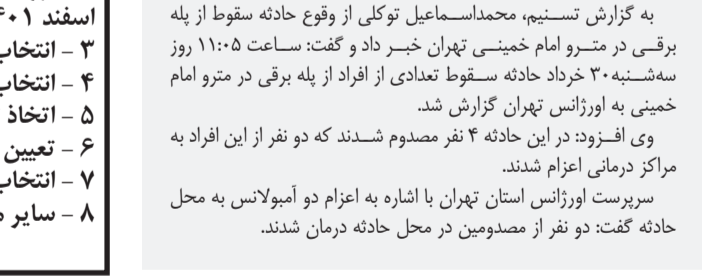 به گزارش تسنیم، محمداسماعیل توکلی از وقوع حادثه سقوط از پله
برقی در مترو امام خمینی تهران خبر داد و گفت: ساعت ۱۱:۰۵ روز
سه‌شنبه۳۰ خرداد حادثه سقوط تعدادی از افراد از پله برقی در مترو امام
خمینی به اورژانس تهران گزارش شد.
وی افزود: در این حادثه ۴ نفر مصدوم شدند که دو نفر از این افراد به
مراکز درمانی اعزام شدند.
سرپرست اورژانس استان تهران با اشاره به اعزام دو آمبولانس به محل
حادثه گفت: دو نفر از مصدومین در محل حادثه درمان شدند.
اسفند ۴۰۱
۳ – انتخاب
۴ – انتخاب
۵ – اتخاذ
۶ – تعیین
۷ – انتخاب
۸ – سایر